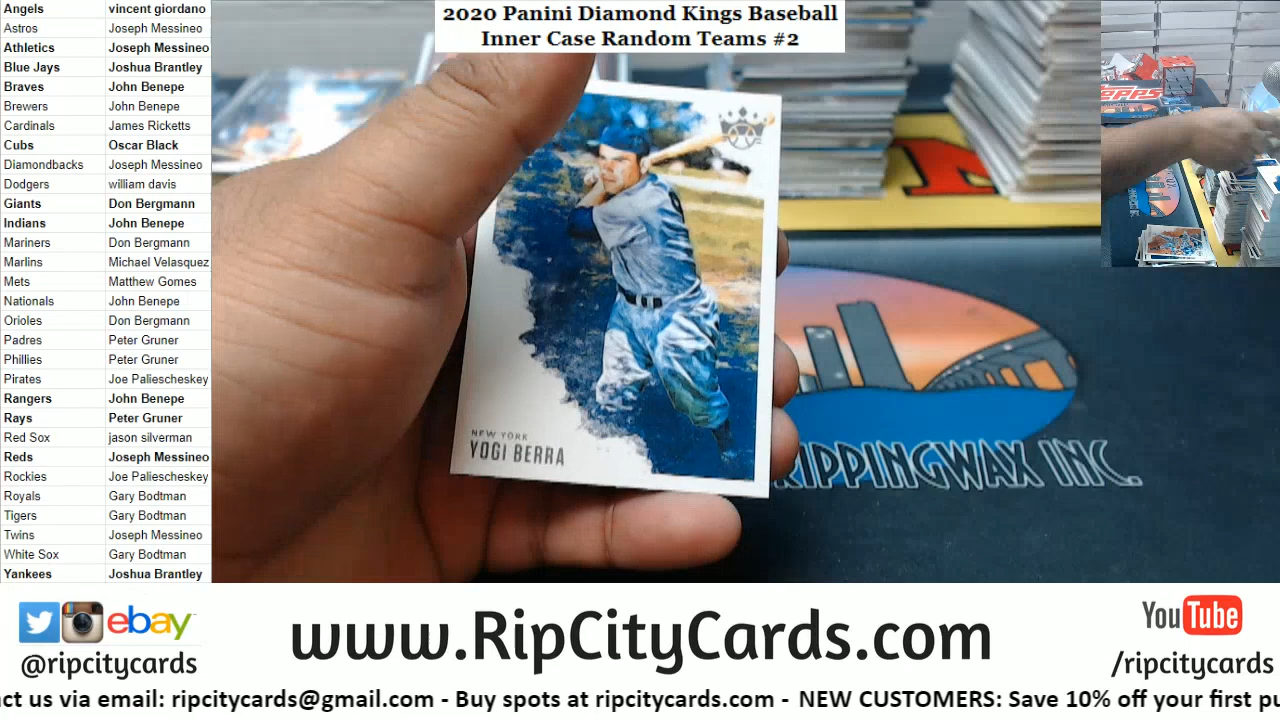 2020 Panini Diamond Kings Baseball
Inner Case Random Teams #2
Angels vincent giordano
Astros Joseph Messineo
Athletics Joseph Messineo
Blue Jays Joshua Brantley
Braves John Benepe
Brewers John Benepe
Cardinals James Ricketts
Cubs Oscar Black
Diamondbacks Joseph Messineo
Dodgers william davis
Giants Don Bergmann
Indians John Benepe
Mariners Don Bergmann
Marlins Michael Velasquez
Mets Matthew Gomes
Nationals John Benepe
Orioles Don Bergmann
Padres Peter Gruner
Phillies Peter Gruner
Pirates Joe Paliescheskey
Rangers John Benepe
Rays Peter Gruner
Red Sox jason silverman
Reds Joseph Messineo
Rockies Joe Paliescheskey
Royals Gary Bodtman
Tigers Gary Bodtman
Twins Joseph Messineo
White Sox Gary Bodtman
Yankees Joshua Brantley
NEW YORK
YOGI BERRA
RIPPINGWAX INC.
TOPPS
ebay
@ripcitycards
www.RipCityCards.com
YouTube
/ripcitycards
ct us via email: ripcitycards@gmail.com - Buy spots at ripcitycards.com - NEW CUSTOMERS: Save 10% off your first pu